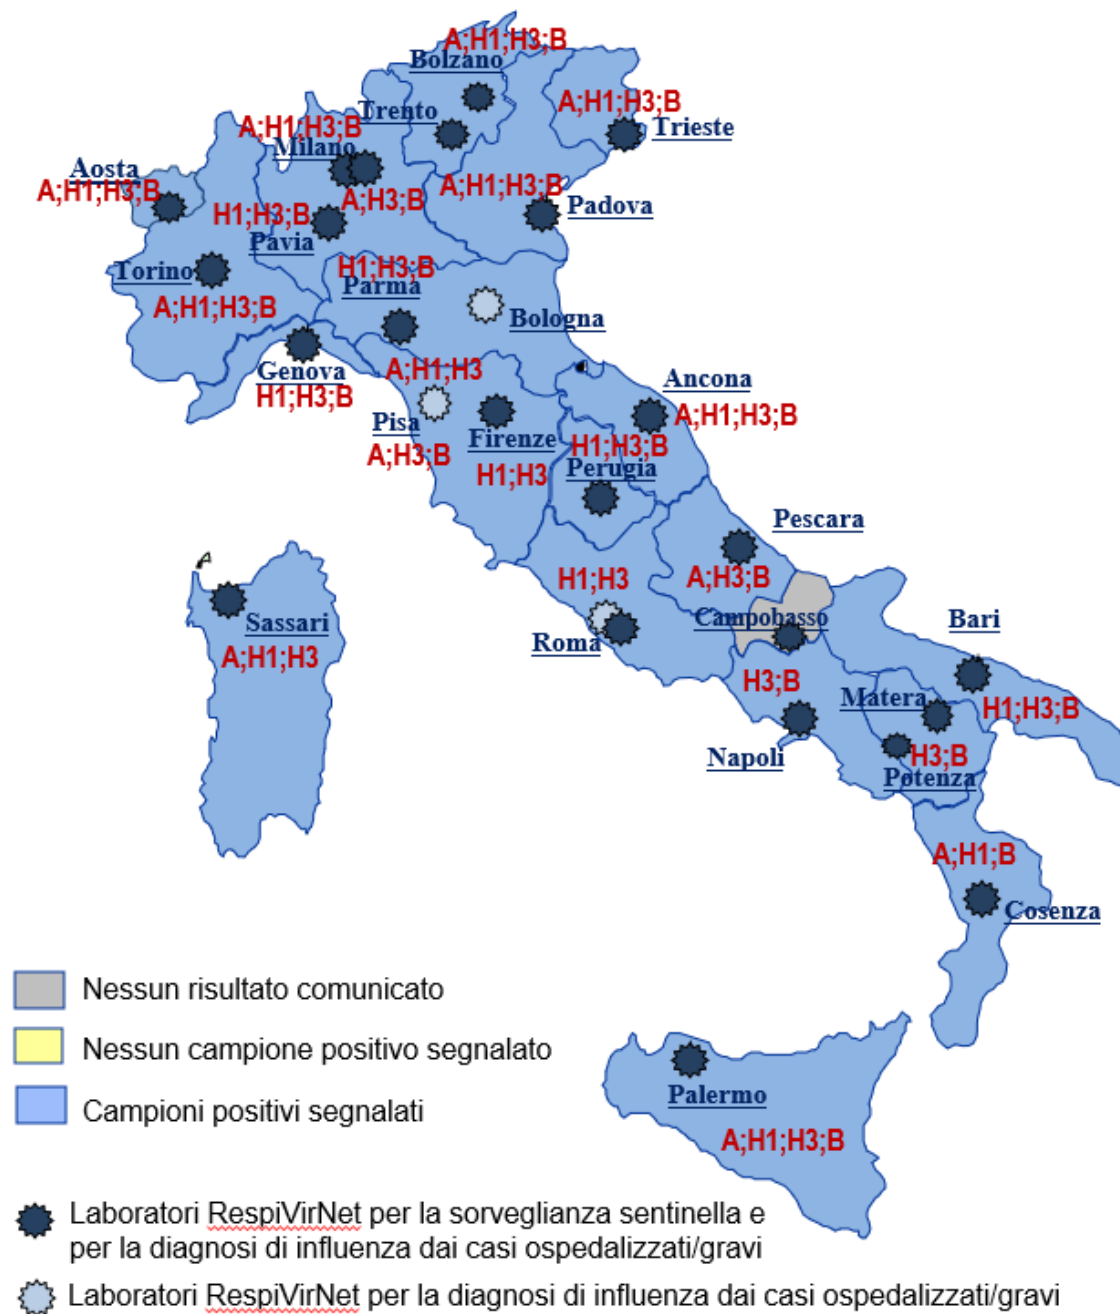 A;H1;H3;B
Bolzano
Trento
A;H1;H3;B
Trieste
A;H1;H3;B
Milano
A;H3;B
Aosta
A;H1;H3;B
A;H1;H3;B
Padova
H1;H3;B
Pavia
Torino
A;H1;H3;B
H1;H3;B
Parma
Bologna
Genova
H1;H3;B
A;H1;H3
Pisa
A;H3;B
Firenze
H1;H3
Ancona
A;H1;H3;B
H1;H3;B
Perugia
Pescara
A;H3;B
H1;H3
Roma
Campobasso
Sassari
A;H1;H3
Bari
H1;H3;B
H3;B
Napoli
Matera
H3;B
Potenza
A;H1;B
Cosenza
Nessun risultato comunicato
Nessun campione positivo segnalato
Campioni positivi segnalati
Palermo
A;H1;H3;B
Laboratori RespiVirNet per la sorveglianza sentinella e
per la diagnosi di influenza dai casi ospedalizzati/gravi
Laboratori RespiVirNet per la diagnosi di influenza dai casi ospedalizzati/gravi